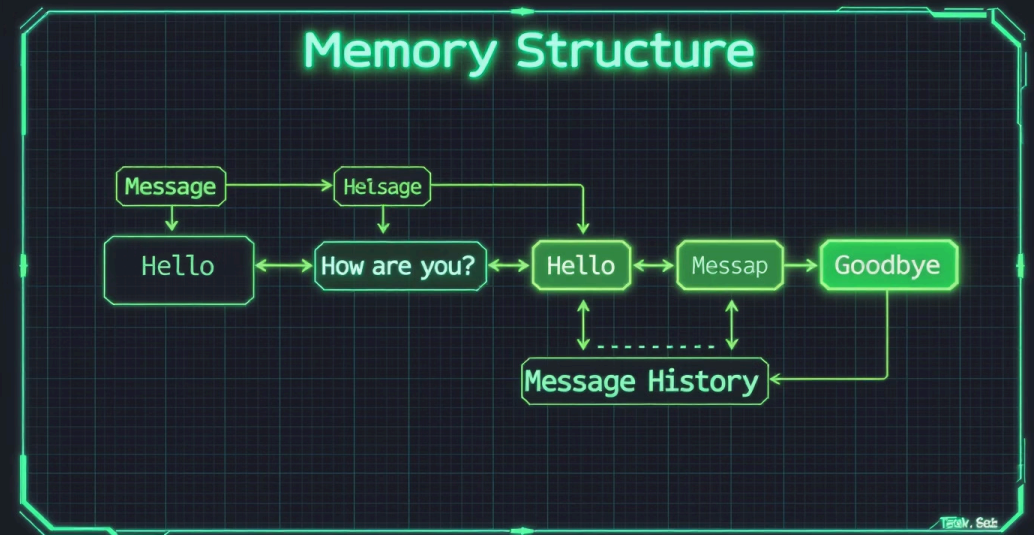 Memory Structure
Message
Helsage
Hello
How are you?
Hello
Messap
Goodbye
Message History